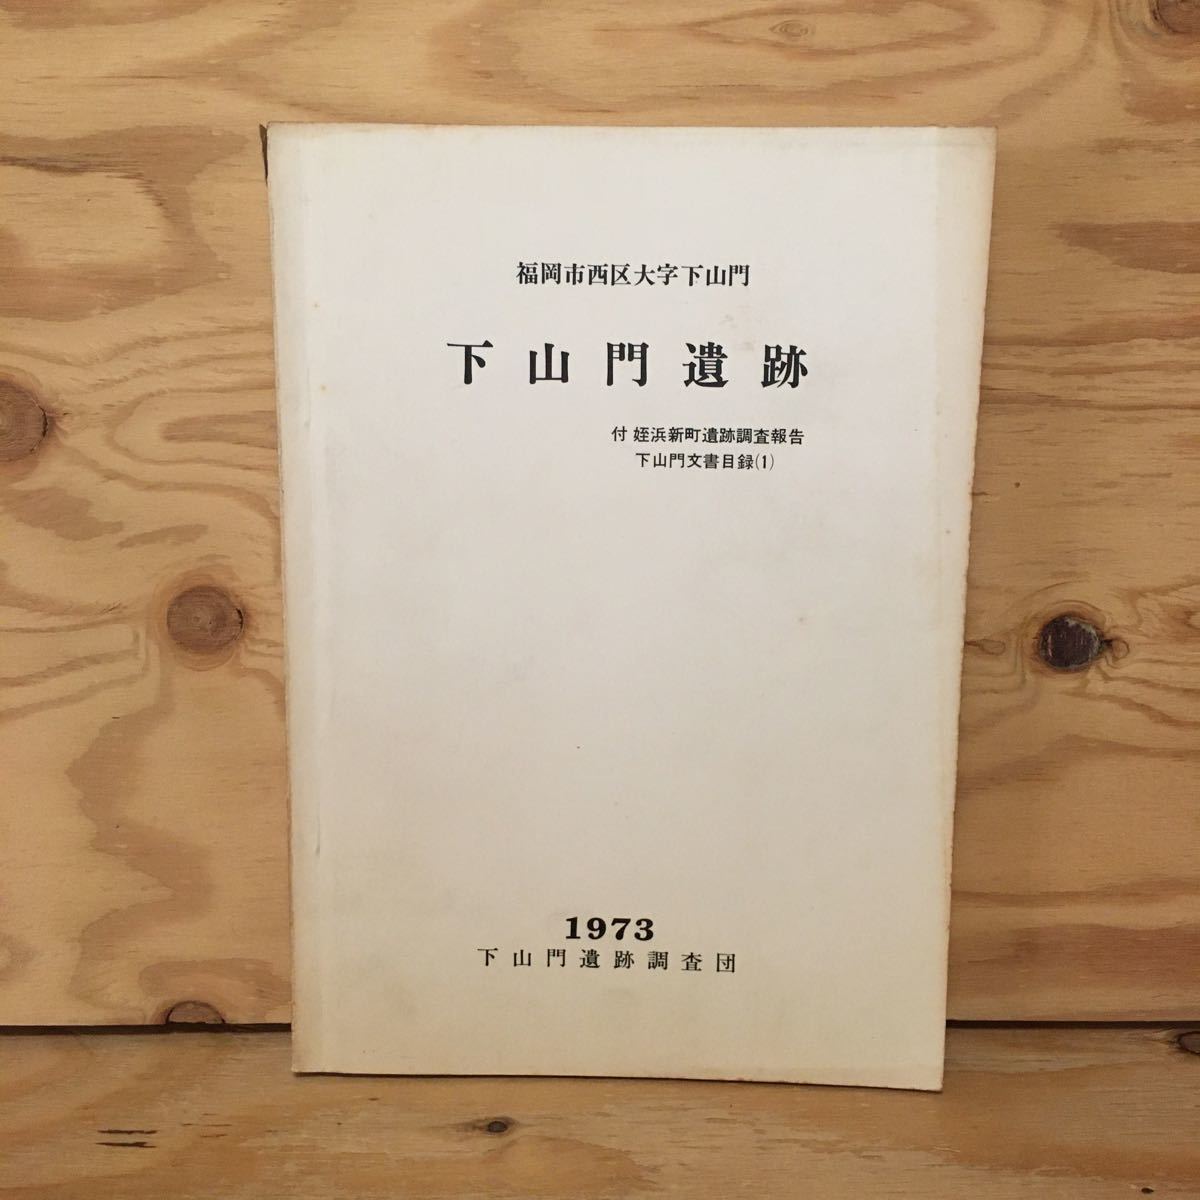 福岡市西区大字下山門
下山門遺跡
付 姪浜新町遺跡調査報告
下山門文書目録(1)
1973
下山門遺跡調査団